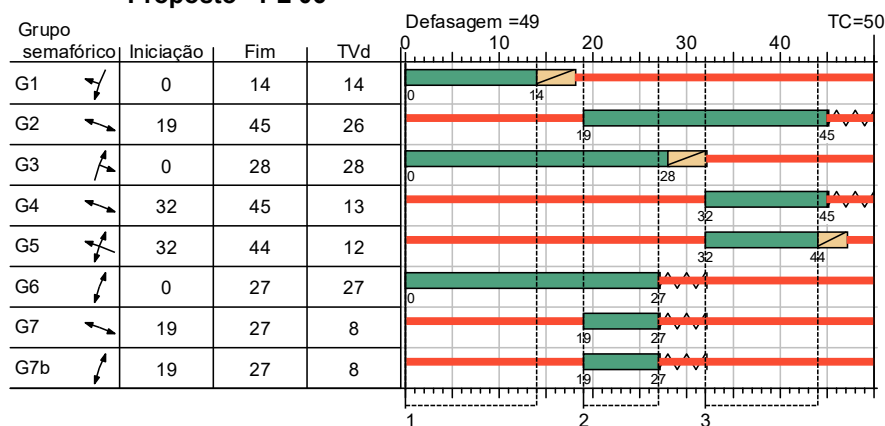 Defasagem =49 TC=50
Grupo
semafórico Iniciação Fim TVd
0 10 20 30 40
G1 0 14 14
0 14
G2 19 45 26
19 45
G3 0 28 28
0 28
G4 32 45 13
32 45
G5 32 44 12
32 44
G6 0 27 27
0 27
G7 19 27 8
19 27
G7b 19 27 8
19 27
1 2 3